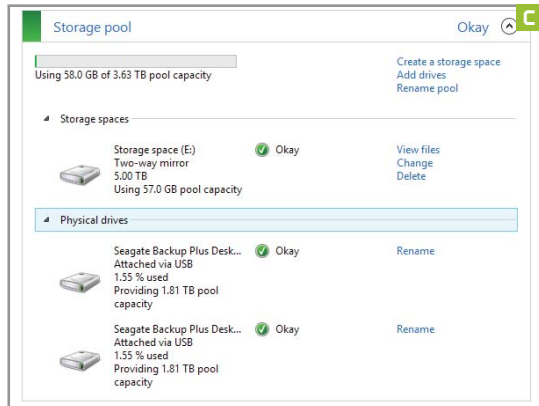 C
Storage pool Okay
Using 58.0 GB of 3.63 TB pool capacity
Create a storage space
Add drives
Rename pool
Storage spaces
Storage space (E:) Okay View files
Two-way mirror Change
5.00 TB Delete
Using 57.0 GB pool capacity
Physical drives
Seagate Backup Plus Desk... Okay Rename
Attached via USB
1.55 % used
Providing 1.81 TB pool
capacity
Seagate Backup Plus Desk... Okay Rename
Attached via USB
1.55 % used
Providing 1.81 TB pool
capacity